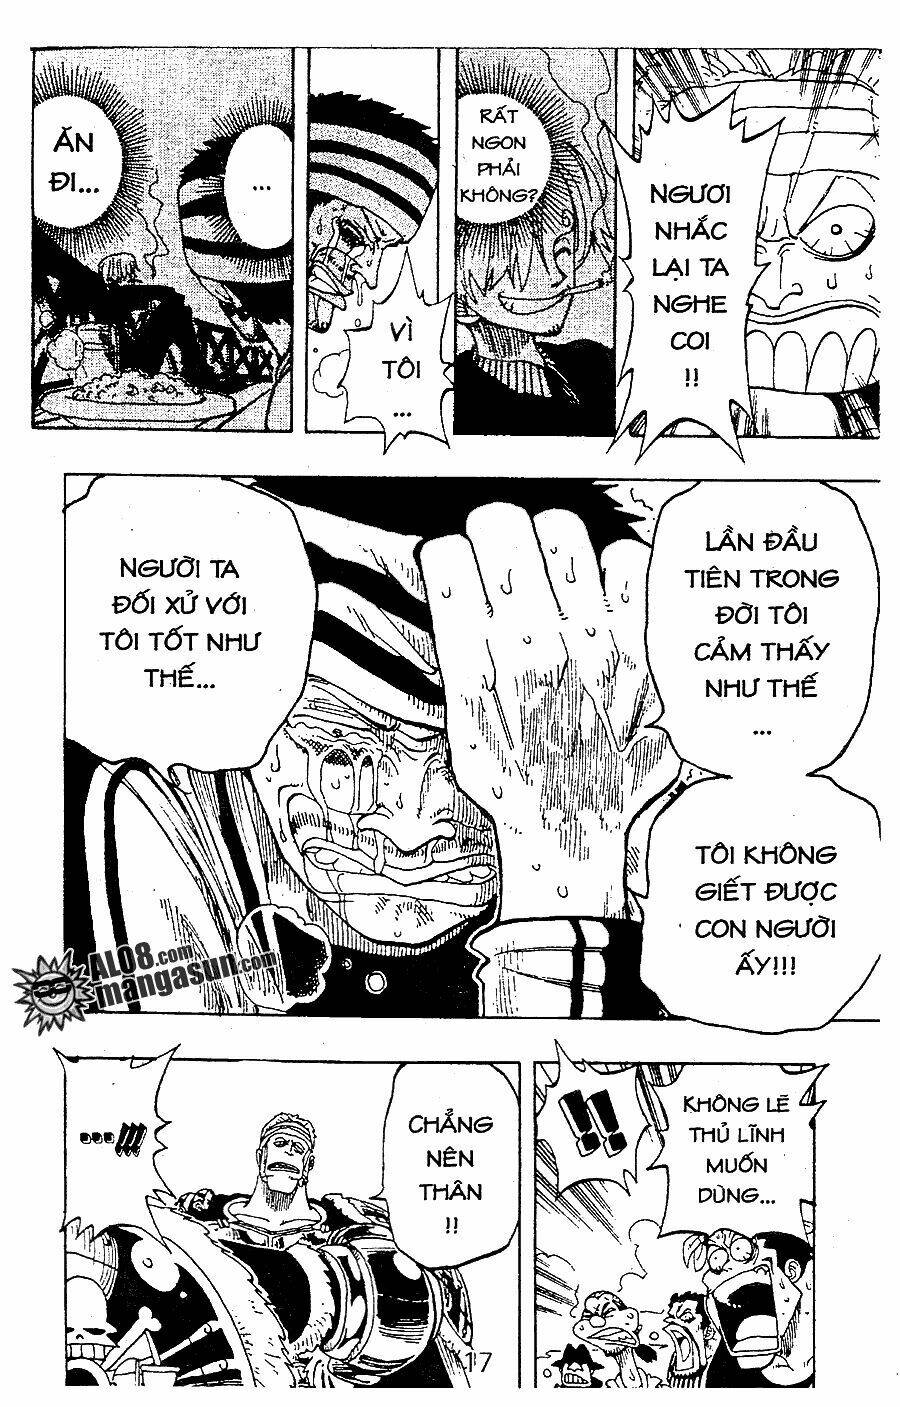 NGƯƠI
NHẮC
LẠI TA
NGHE
COI
!!
RẤT
NGON
PHẢI
KHÔNG?
VÌ
TÔI
...
...
ĂN
ĐI...
LẦN ĐẦU
TIÊN TRONG
ĐỜI TÔI
CẢM THẤY
NHƯ THẾ
...
NGƯỜI TA
ĐỐI XỬ VỚI
TÔI TỐT NHƯ
THẾ...
TÔI KHÔNG
GIẾT ĐƯỢC
CON NGƯỜI
ẤY!!!
AL08.com
mangasun.com
KHÔNG LẼ
THỦ LĨNH
MUỐN
DÙNG...
!!
CHẲNG
NÊN
THÂN
!!
...!!!
17